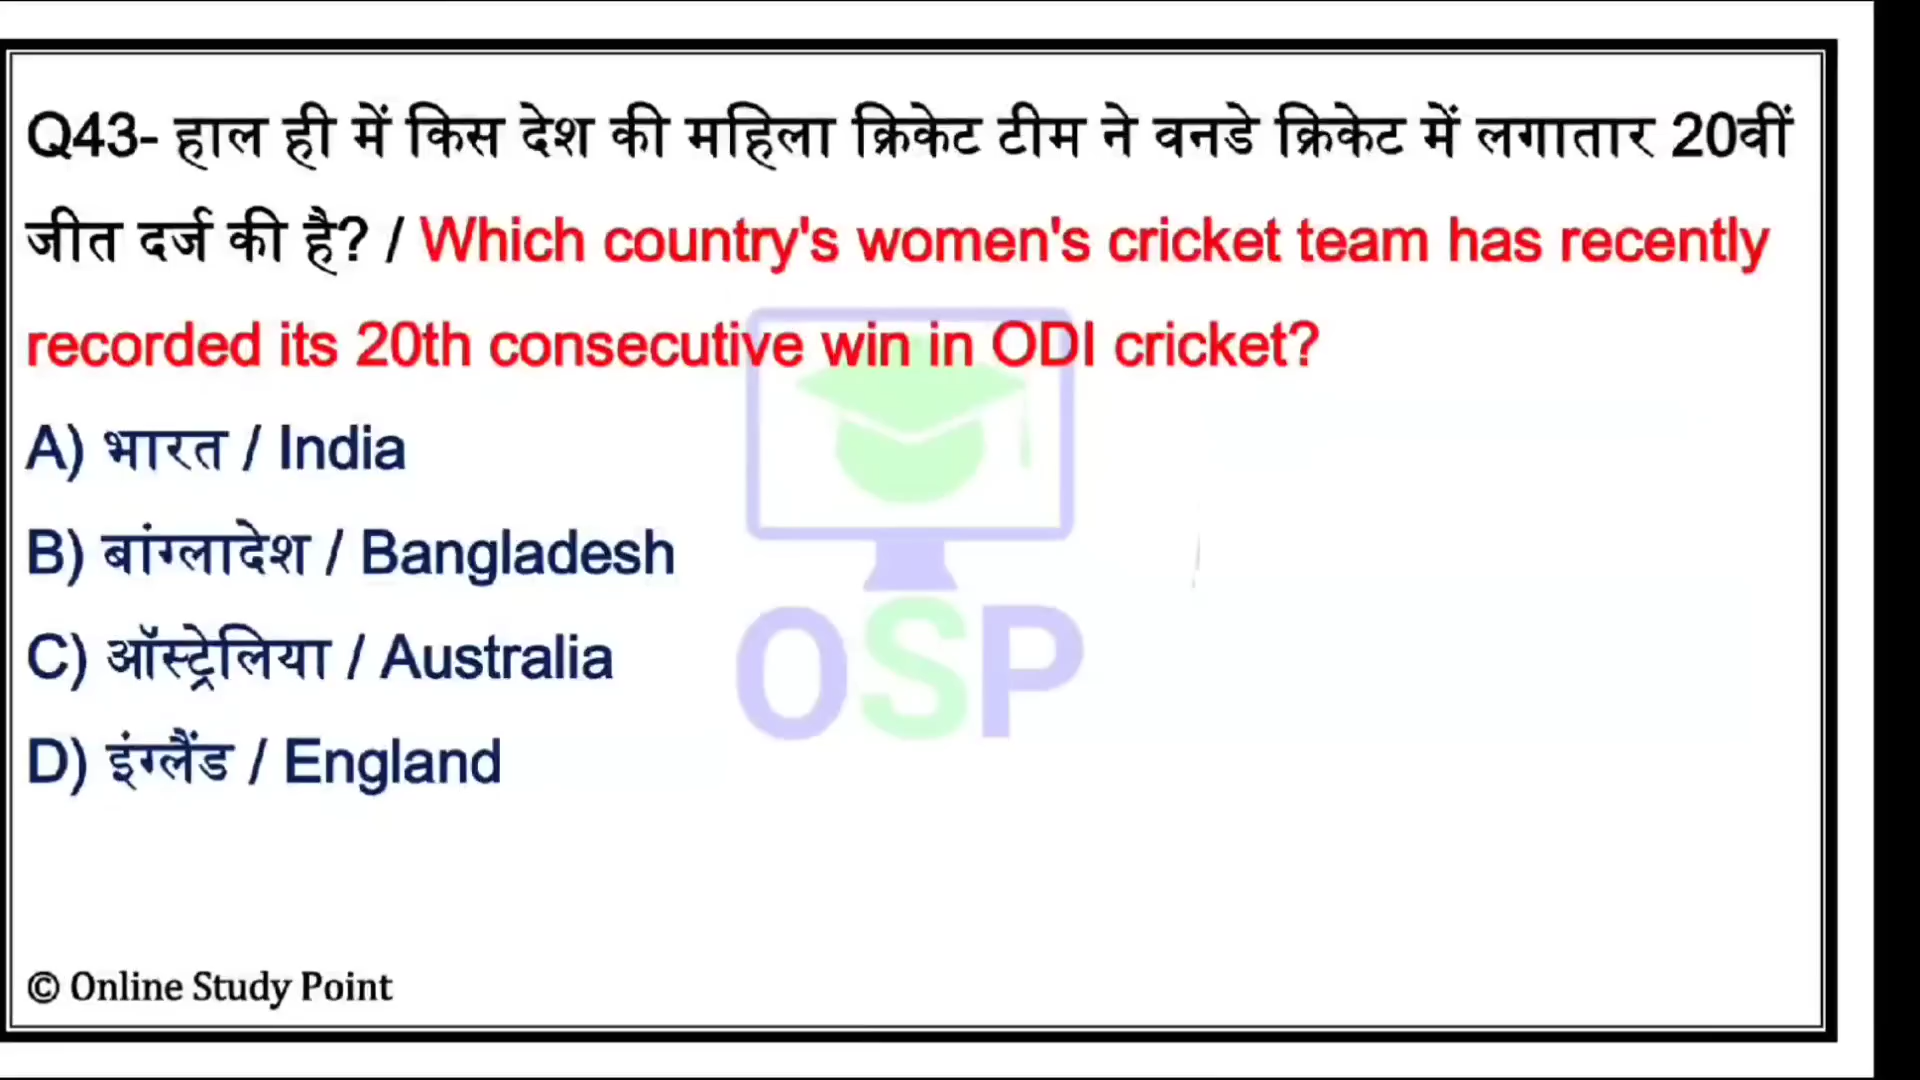 Q43- हाल ही में किस देश की महिला क्रिकेट टीम ने वनडे क्रिकेट में लगातार 20वीं
जीत दर्ज की है? / Which country's women's cricket team has recently
recorded its 20th consecutive win in ODI cricket?
A) भारत / India
B) बांग्लादेश / Bangladesh
C) ऑस्ट्रेलिया / Australia
D) इंग्लैंड / England
OSP
© Online Study Point